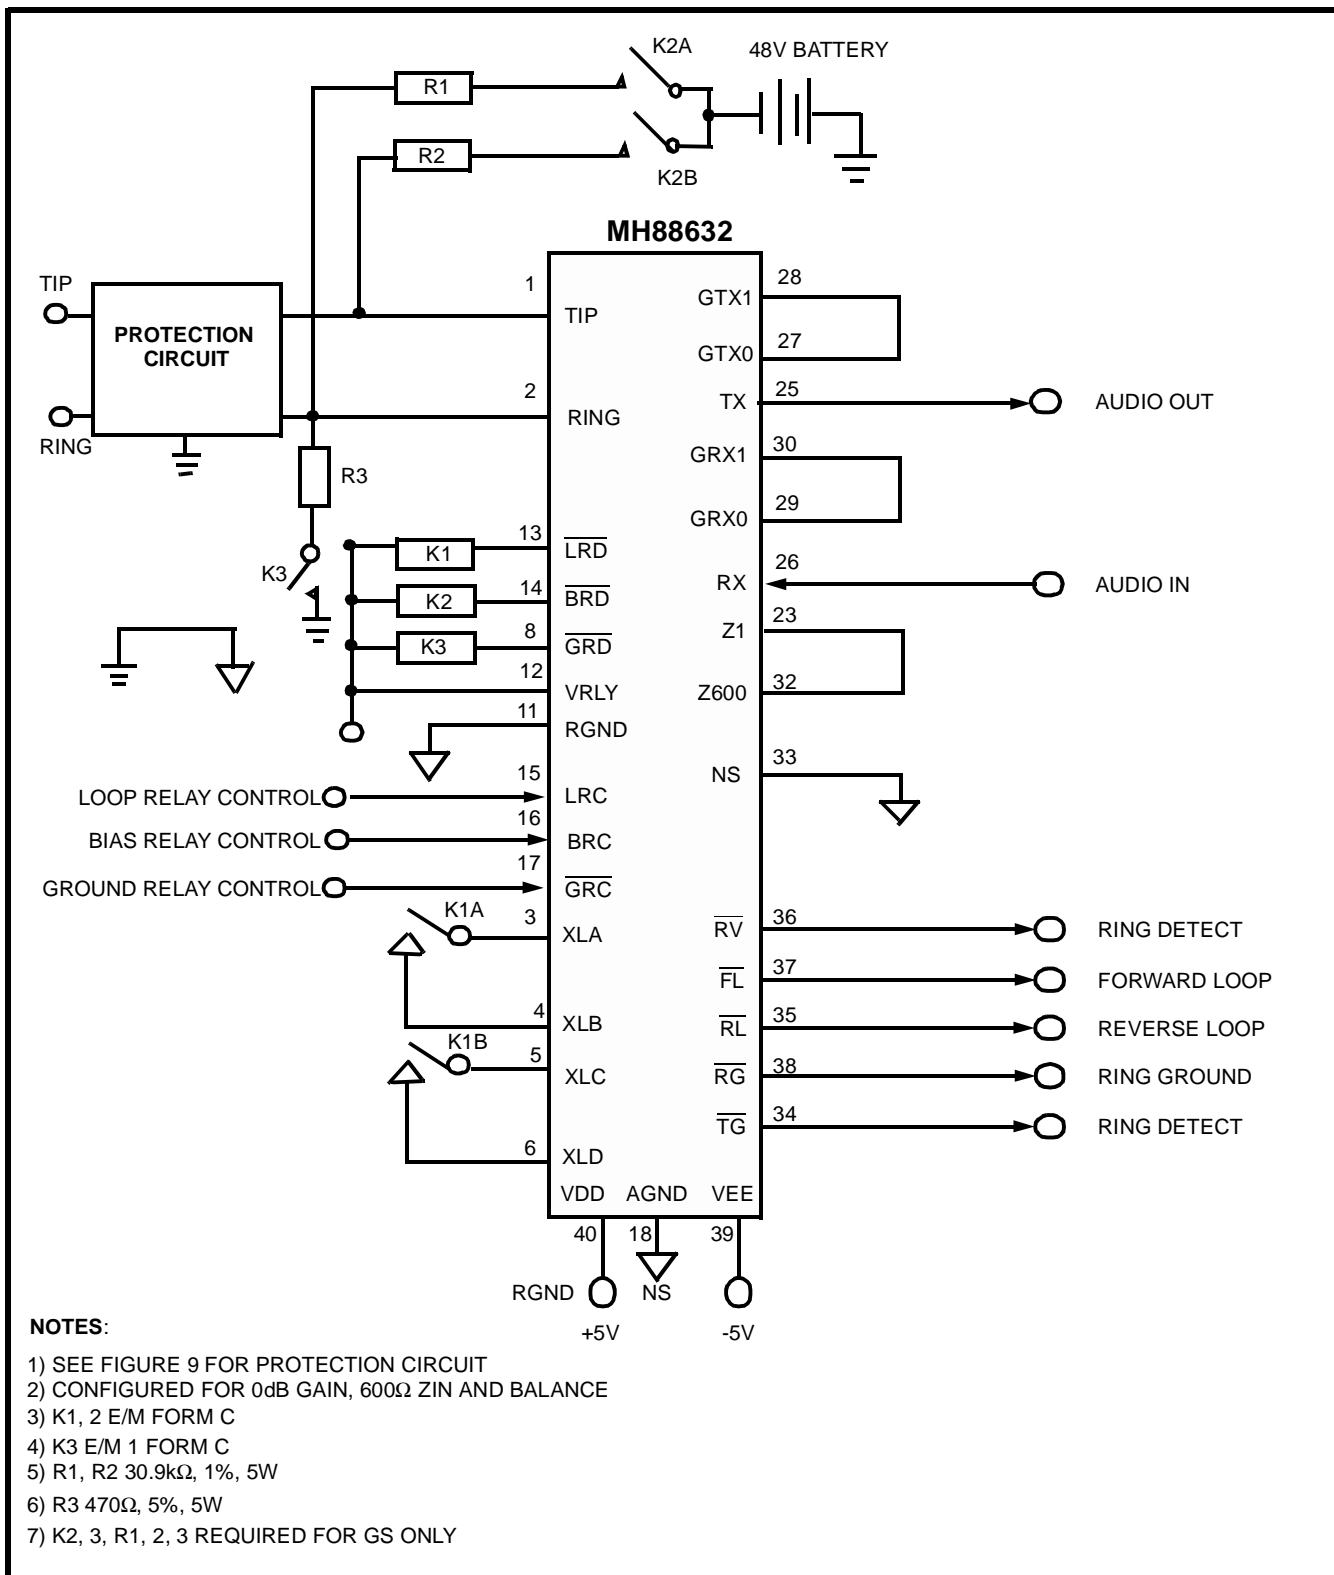 K2A
48V BATTERY
R1
R2
K2B
MH88632
TIP
1
TIP
PROTECTION
CIRCUIT
2
RING
RING
R3
K3
13
K1
LRD
14
K2
BRD
8
K3
GRD
12
VRLY
11
RGND
15
LOOP RELAY CONTROL
LRC
16
BIAS RELAY CONTROL
BRC
17
GROUND RELAY CONTROL
GRC
K1A
3
XLA
4
XLB
K1B
5
XLC
6
XLD
GTX1
28
GTX0
27
TX
25
AUDIO OUT
GRX1
30
GRX0
29
RX
26
AUDIO IN
Z1
23
Z600
32
NS
33
RV
36
RING DETECT
FL
37
FORWARD LOOP
RL
35
REVERSE LOOP
RG
38
RING GROUND
TG
34
RING DETECT
VDD AGND VEE
40 18 39
RGND NS
+5V -5V
NOTES:
1) SEE FIGURE 9 FOR PROTECTION CIRCUIT
2) CONFIGURED FOR 0dB GAIN, 600Ω ZIN AND BALANCE
3) K1, 2 E/M FORM C
4) K3 E/M 1 FORM C
5) R1, R2 30.9kΩ, 1%, 5W
6) R3 470Ω, 5%, 5W
7) K2, 3, R1, 2, 3 REQUIRED FOR GS ONLY